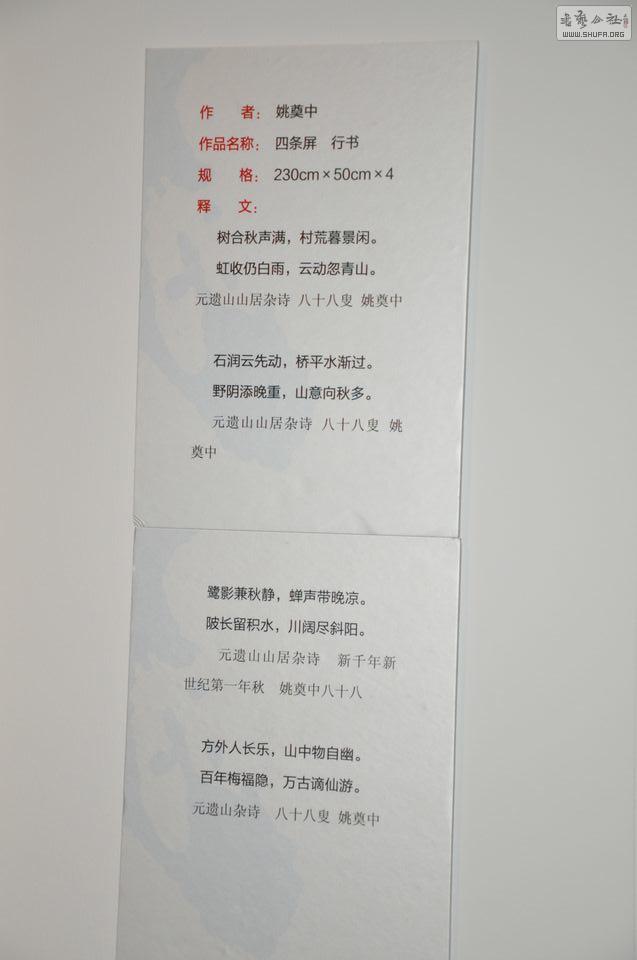 书艺公社
WWW.SHUFA.ORG
作 者：姚奠中
作品名称：四条屏 行书
规 格：230cm×50cm×4
释 文：
树合秋声满，村荒暮景闲。
虹收仍白雨，云动忽青山。
元遗山山居杂诗 八十八叟 姚奠中
石润云先动，桥平水渐过。
野阴添晚重，山意向秋多。
元遗山山居杂诗 八十八叟 姚
奠中
鹭影兼秋静，蝉声带晚凉。
陂长留积水，川阔尽斜阳。
元遗山山居杂诗 新千年新
世纪第一年秋 姚奠中八十八
方外人长乐，山中物自幽。
百年梅福隐，万古谪仙游。
元遗山杂诗 八十八叟 姚奠中